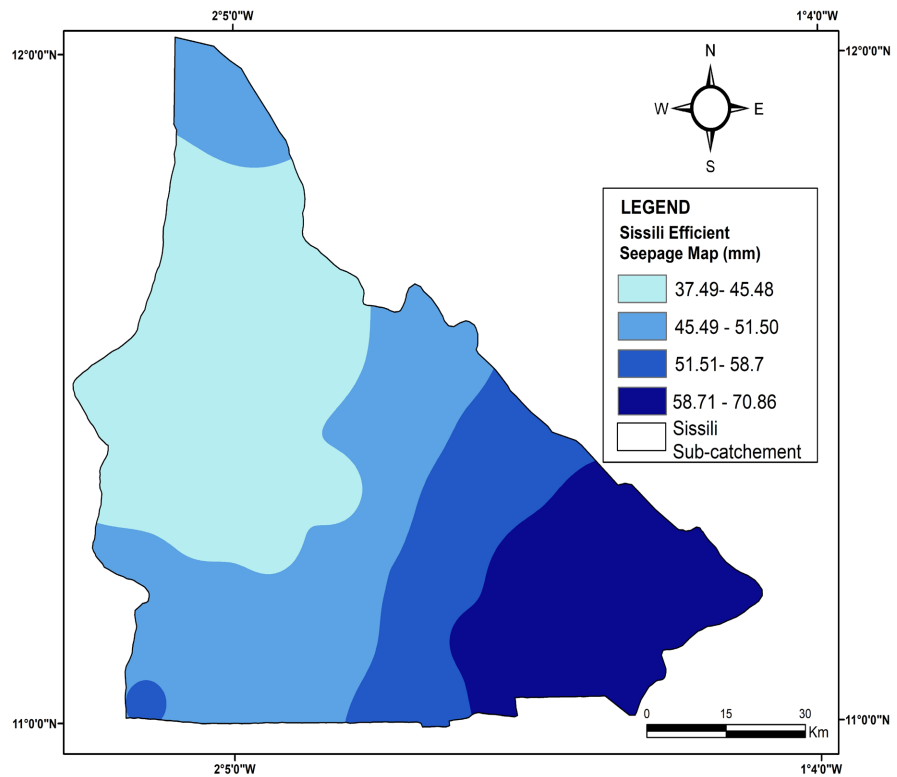 2°5'0"W 1°4'0"W
12°0'0"N 12°0'0"N
N
W E
S
LEGEND
Sissili Efficient
Seepage Map (mm)
37.49- 45.48
45.49 - 51.50
51.51- 58.7
58.71 - 70.86
Sissili
Sub-catchement
0 15 30
Km
11°0'0"N 11°0'0"N
2°5'0"W 1°4'0"W